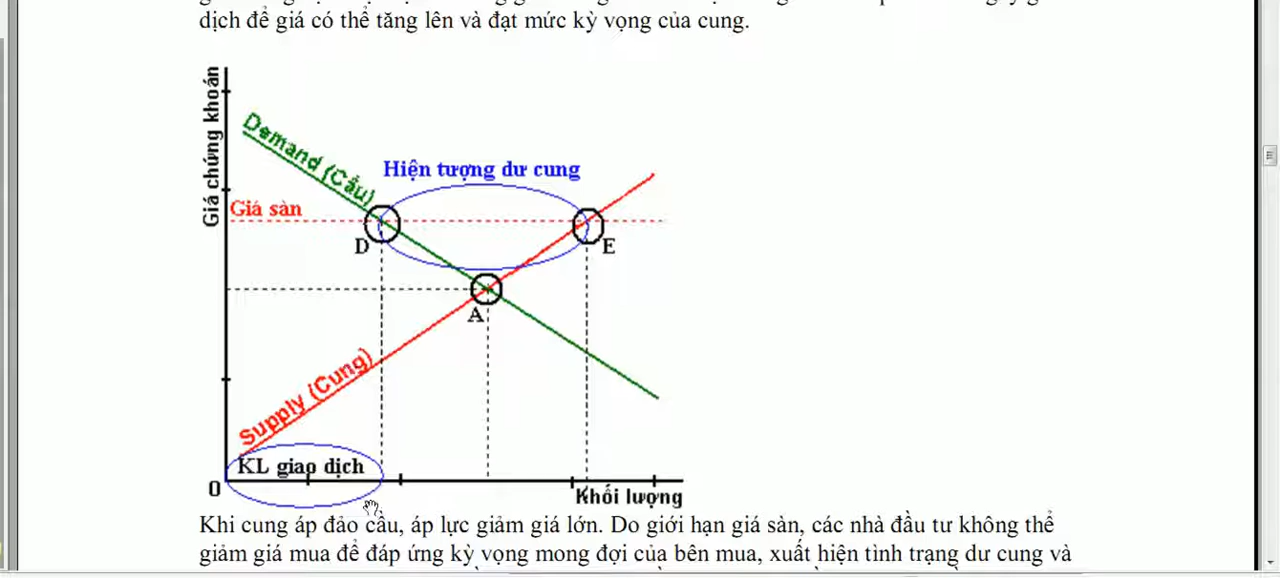 dịch để giá có thể tăng lên và đạt mức kỳ vọng của cung.
Giá chứng khoán
Demand (Cầu)
Hiện tượng dư cung
Giá sàn
D
E
A
Supply (Cung)
KL giao dịch
0
Khối lượng
Khi cung áp đảo cầu, áp lực giảm giá lớn. Do giới hạn giá sàn, các nhà đầu tư không thể
giảm giá mua để đáp ứng kỳ vọng mong đợi của bên mua, xuất hiện tình trạng dư cung và